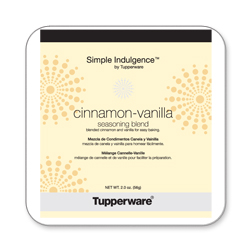 Simple Indulgence™
by Tupperware
cinnamon-vanilla
seasoning blend
blended cinnamon and vanilla for easy baking.
Mezcla de Condimentos Canela y Vainilla
mezcla de canela y vainilla para hornear fácilmente.
Mélange Cannelle-Vanille
mélange de cannelle et de vanille pour faciliter la préparation.
NET WT. 2.0 oz. (56g)
Tupperware®